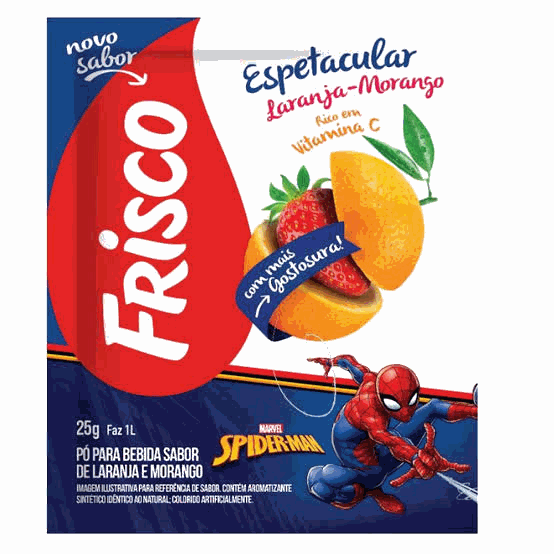 novo
sabor
FRISCO
Espetacular
Laranja-Morango
Rico em
Vitamina C
com mais
gostosura!
25g Faz 1L
MARVEL
SPIDER-MAN
PÓ PARA BEBIDA SABOR
DE LARANJA E MORANGO
IMAGEM ILUSTRATIVA PARA REFERÊNCIA DE SABOR. CONTÉM AROMATIZANTE
SINTÉTICO IDÊNTICO AO NATURAL; COLORIDO ARTIFICIALMENTE.